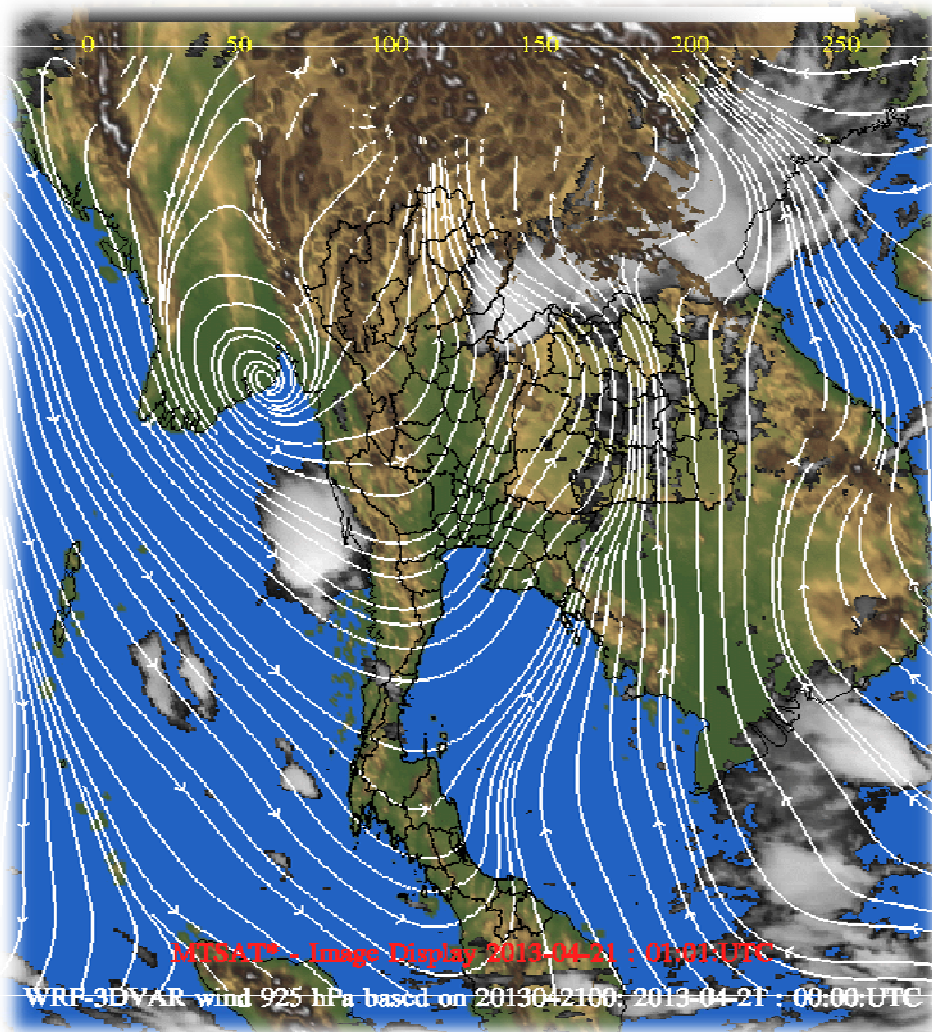 0 50 100 150 200 250
MTSAT* - Image Display 2013-04-21 : 01:01:UTC
WRF-3DVAR wind 925 hPa based on 2013042100: 2013-04-21 : 00:00:UTC